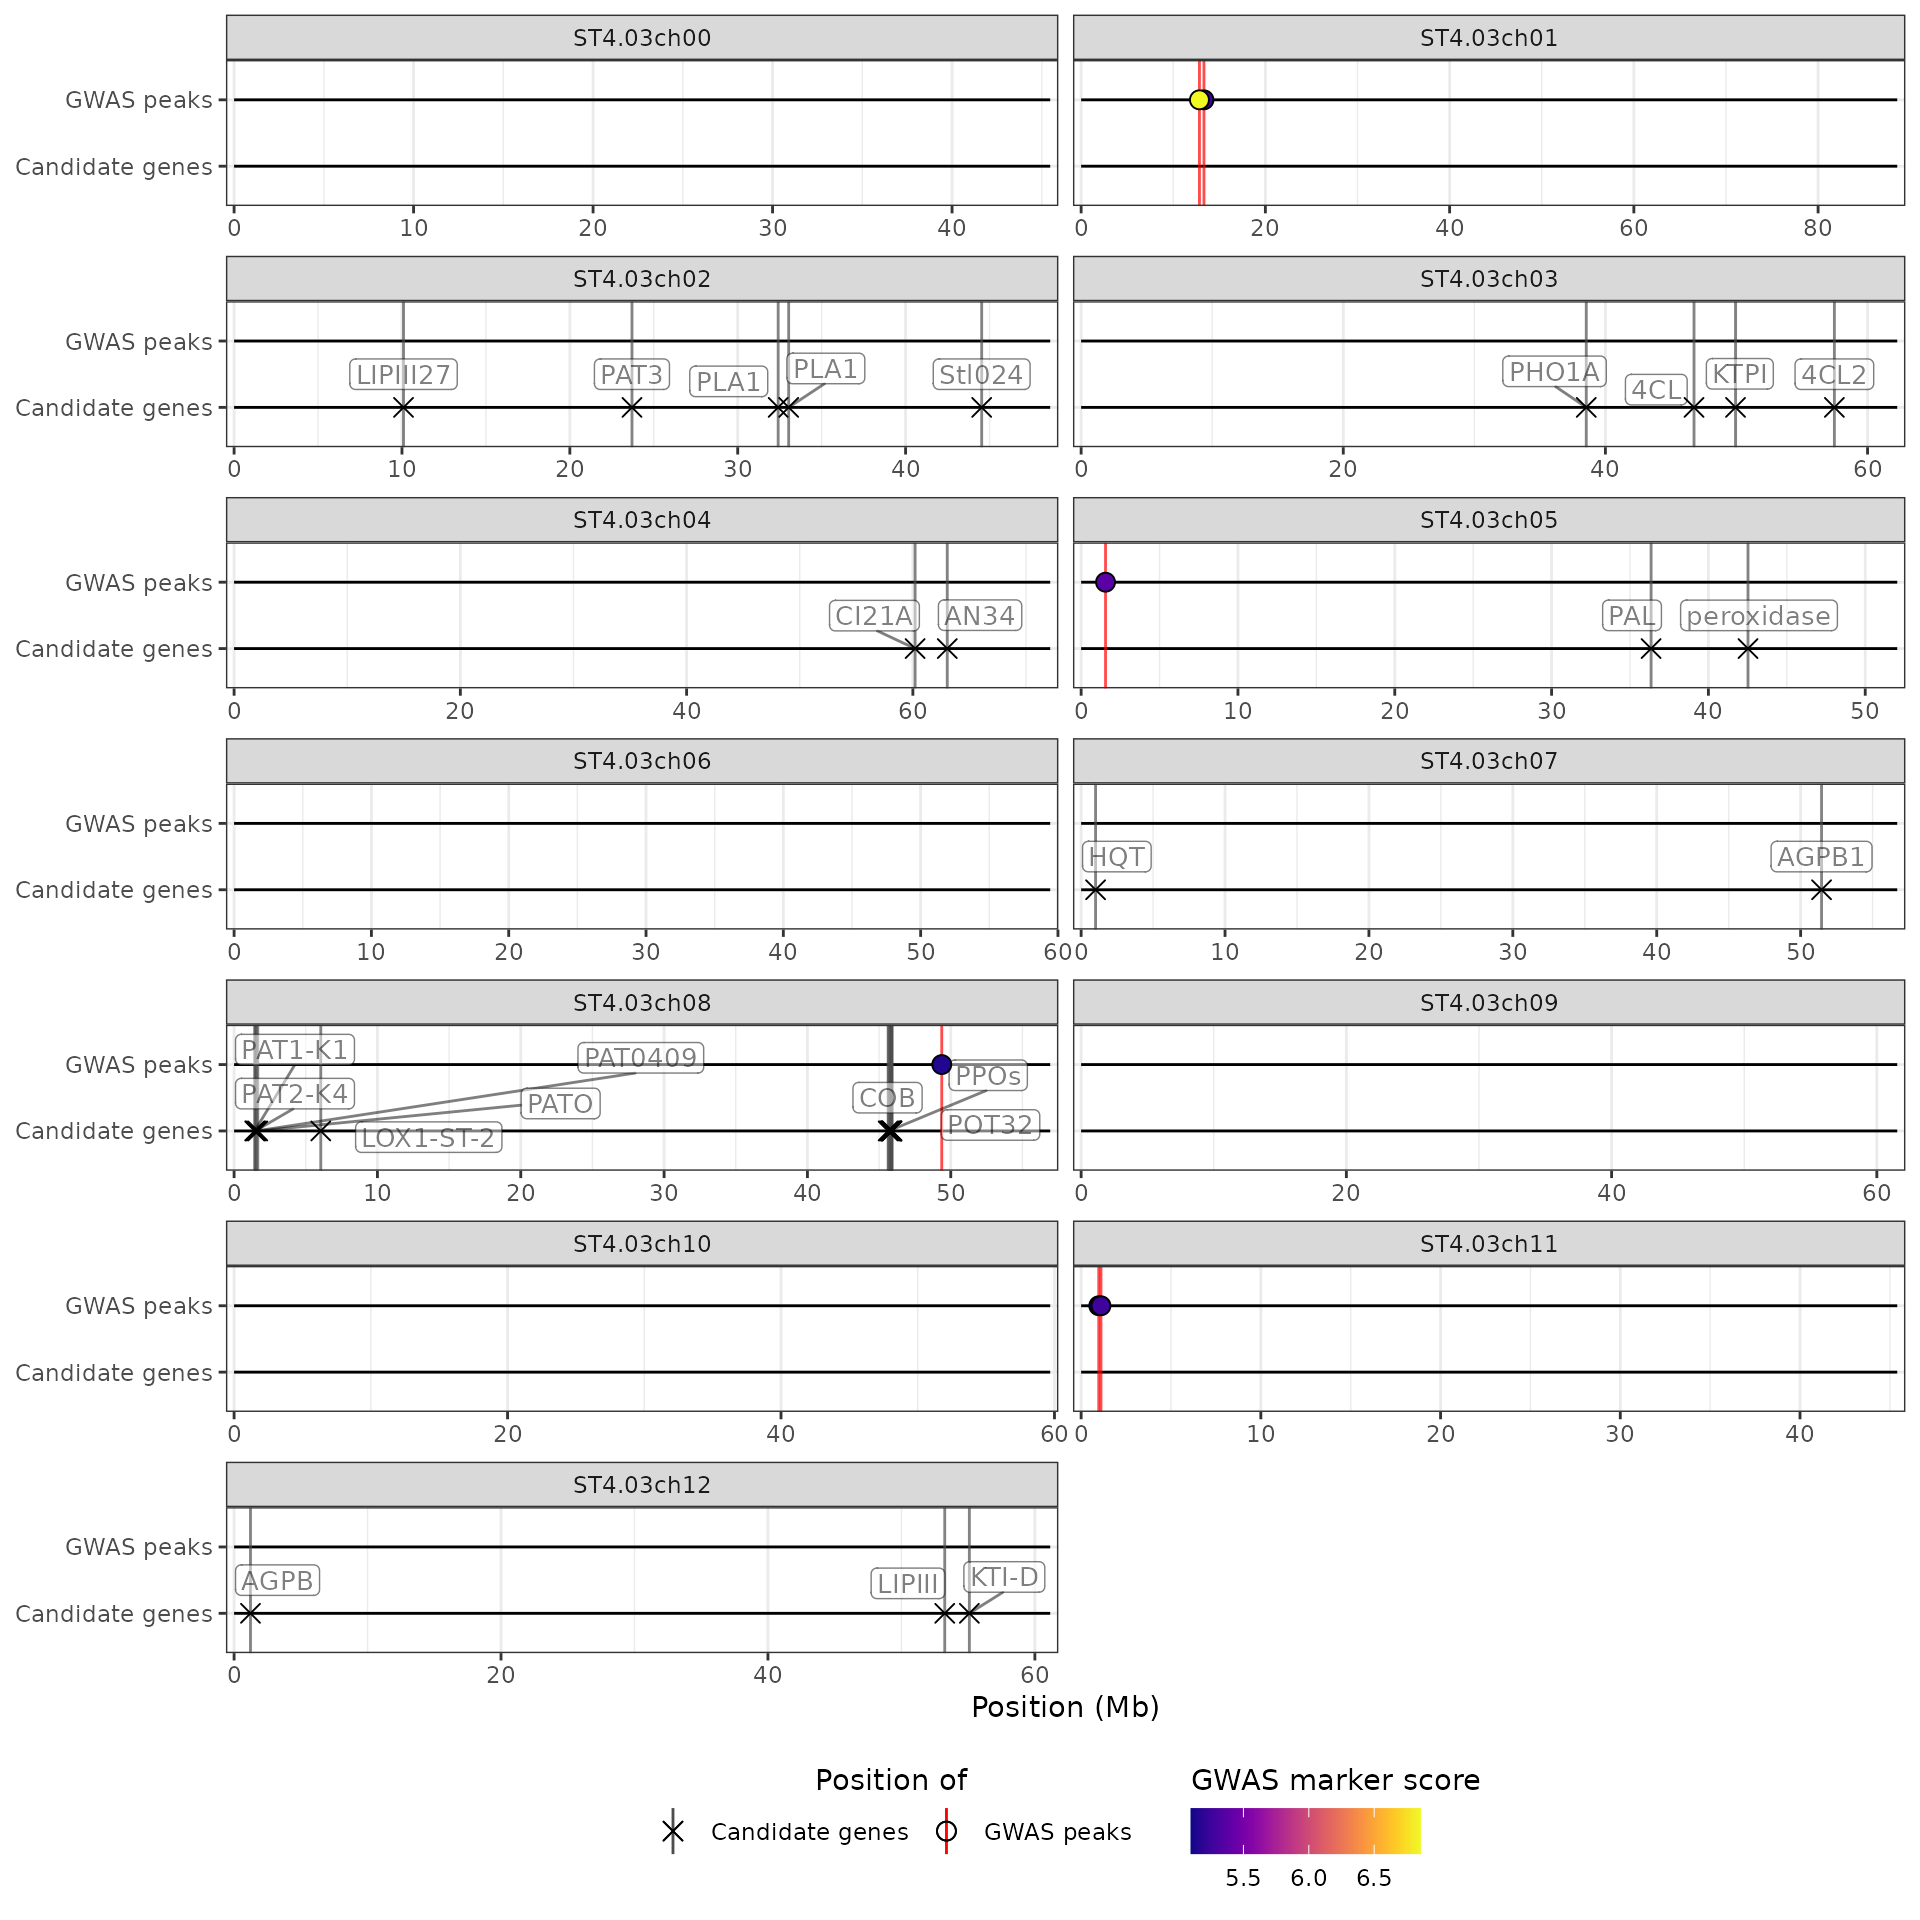 ST4.03ch00
ST4.03ch01
GWAS peaks
Candidate genes
0 10 20 30 40
0 20 40 60 80
ST4.03ch02
ST4.03ch03
GWAS peaks
LIPIII27 PAT3 PLA1 PLA1 Stl024
PHO1A 4CL KTPI 4CL2
Candidate genes
0 10 20 30 40
0 20 40 60
ST4.03ch04
ST4.03ch05
GWAS peaks
CI21A AN34
PAL peroxidase
Candidate genes
0 20 40 60
0 10 20 30 40 50
ST4.03ch06
ST4.03ch07
GWAS peaks
HQT AGPB1
Candidate genes
0 10 20 30 40 50 60
0 10 20 30 40 50
ST4.03ch08
ST4.03ch09
PAT1-K1 PAT0409
GWAS peaks
PPOs
PAT2-K4 PATO COB
POT32
Candidate genes
LOX1-ST-2
0 10 20 30 40 50
0 20 40 60
ST4.03ch10
ST4.03ch11
GWAS peaks
Candidate genes
0 20 40 60
0 10 20 30 40
ST4.03ch12
GWAS peaks
AGPB LIPIII KTI-D
Candidate genes
0 20 40 60
Position (Mb)
Position of
Candidate genes GWAS peaks
GWAS marker score
5.5 6.0 6.5